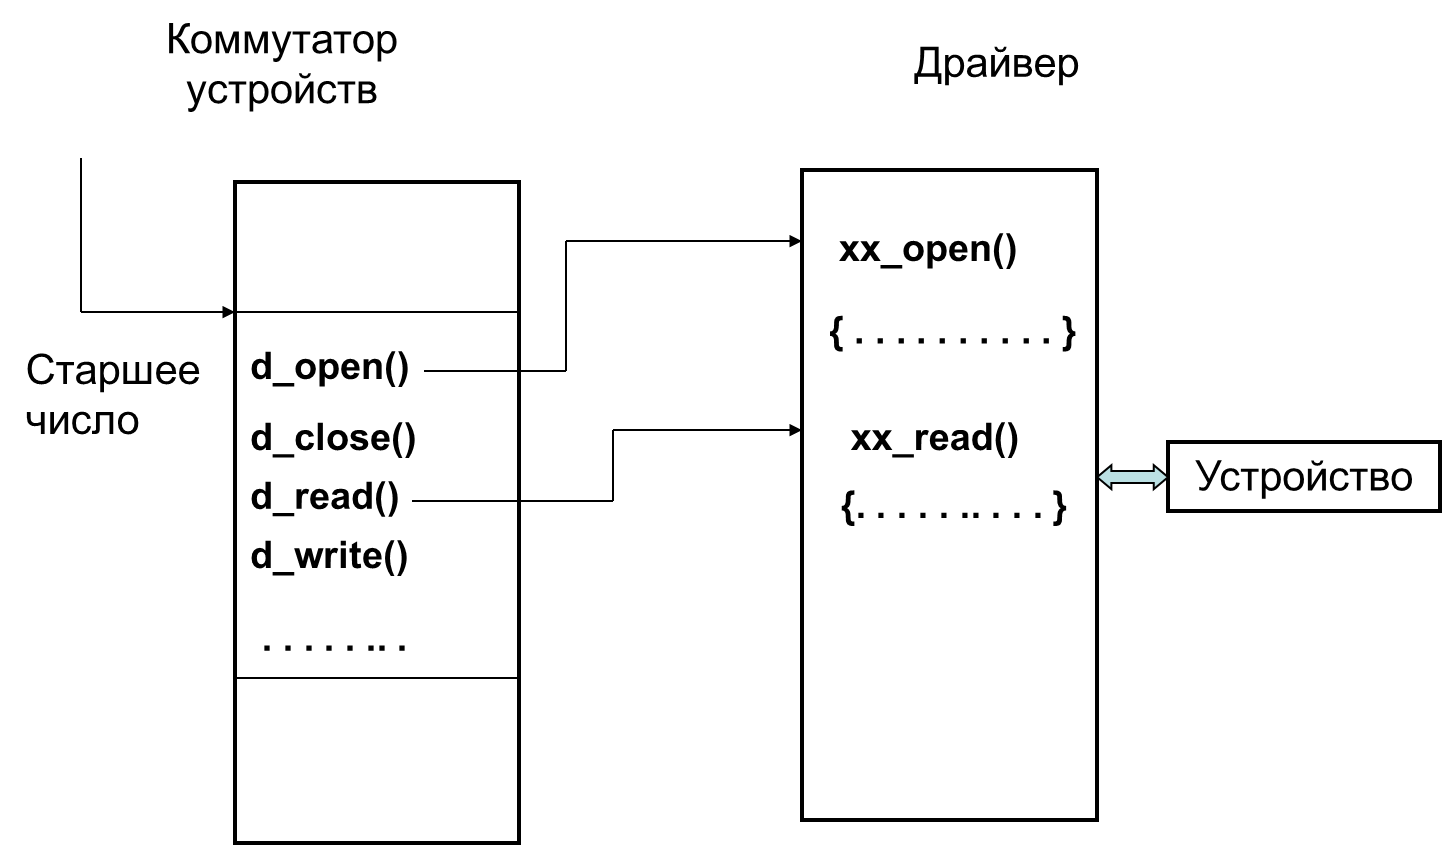 Коммутатор
устройств
Драйвер
Старшее
число
d_open()
d_close()
d_read()
d_write()
. . . . . .. .
xx_open()
{ . . . . . . . . . . }
xx_read()
{. . . . . .. . . . }
Устройство